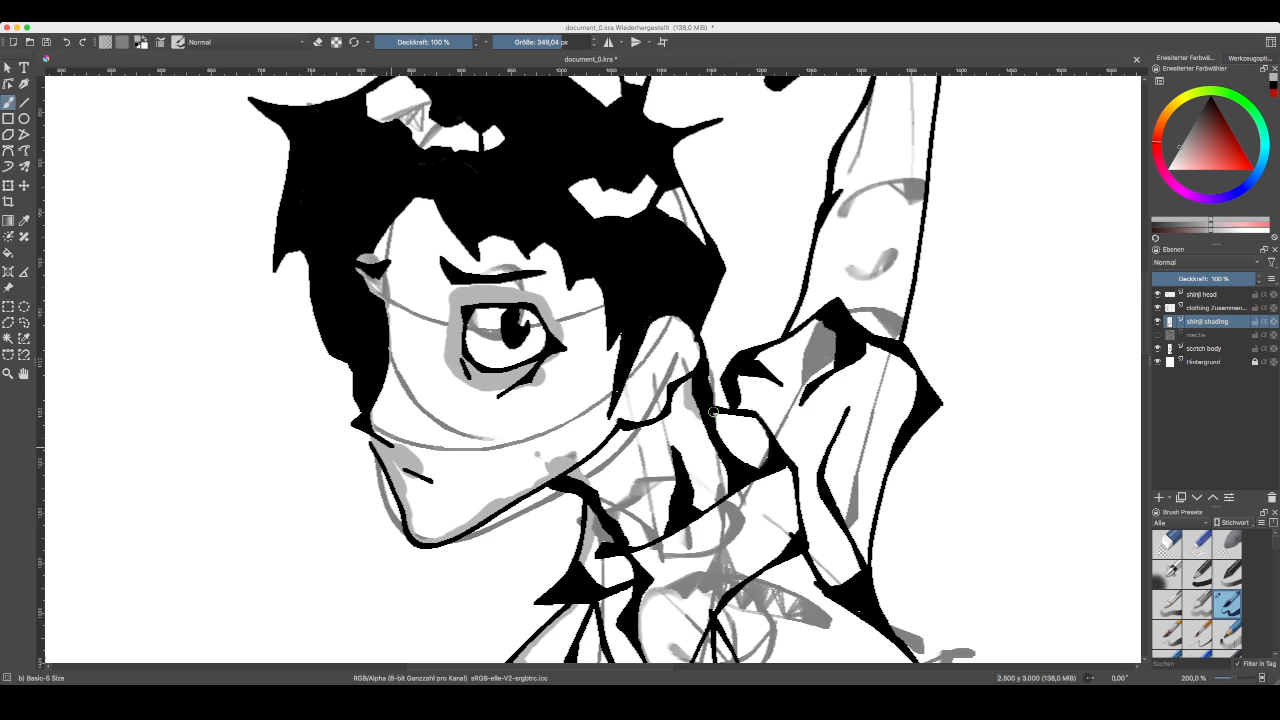 document_0.kra Wiederhergestellt (138,0 MiB) *
Normal
Deckkraft: 100 %
Größe: 349,04 px
document_0.kra *
Erweiterter Farbwä...
Werkzeugopti...
Erweiterter Farbwähler
Ebenen
Normal
Deckkraft: 100 %
shinji head
clothing Zusammen...
shinji shading
mecha
scetch body
Hintergrund
Brush Presets
Alle
Stichwort
Suchen
Filter in Tag
b) Basic-5 Size
RGB/Alpha (8-bit Ganzzahl pro Kanal) sRGB-elle-V2-srgbtrc.icc
2.500 x 3.000 (138,0 MiB)
0,00°
200,0 %